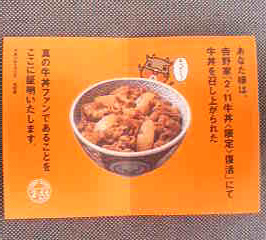 あなた様は、
吉野家「2・11牛丼〈限定〉復活」にて
牛丼を召し上がられた
真の牛丼ファンであることを
ここに証明いたします。